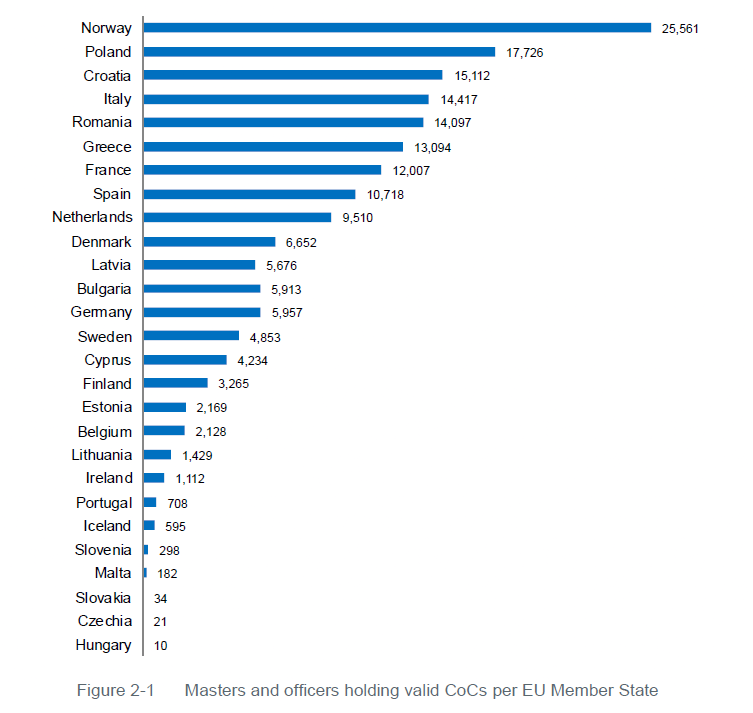 Norway 25,561
Poland 17,726
Croatia 15,112
Italy 14,417
Romania 14,097
Greece 13,094
France 12,007
Spain 10,718
Netherlands 9,510
Denmark 6,652
Latvia 5,676
Bulgaria 5,913
Germany 5,957
Sweden 4,853
Cyprus 4,234
Finland 3,265
Estonia 2,169
Belgium 2,128
Lithuania 1,429
Ireland 1,112
Portugal 708
Iceland 595
Slovenia 298
Malta 182
Slovakia 34
Czechia 21
Hungary 10
Figure 2-1 Masters and officers holding valid CoCs per EU Member State